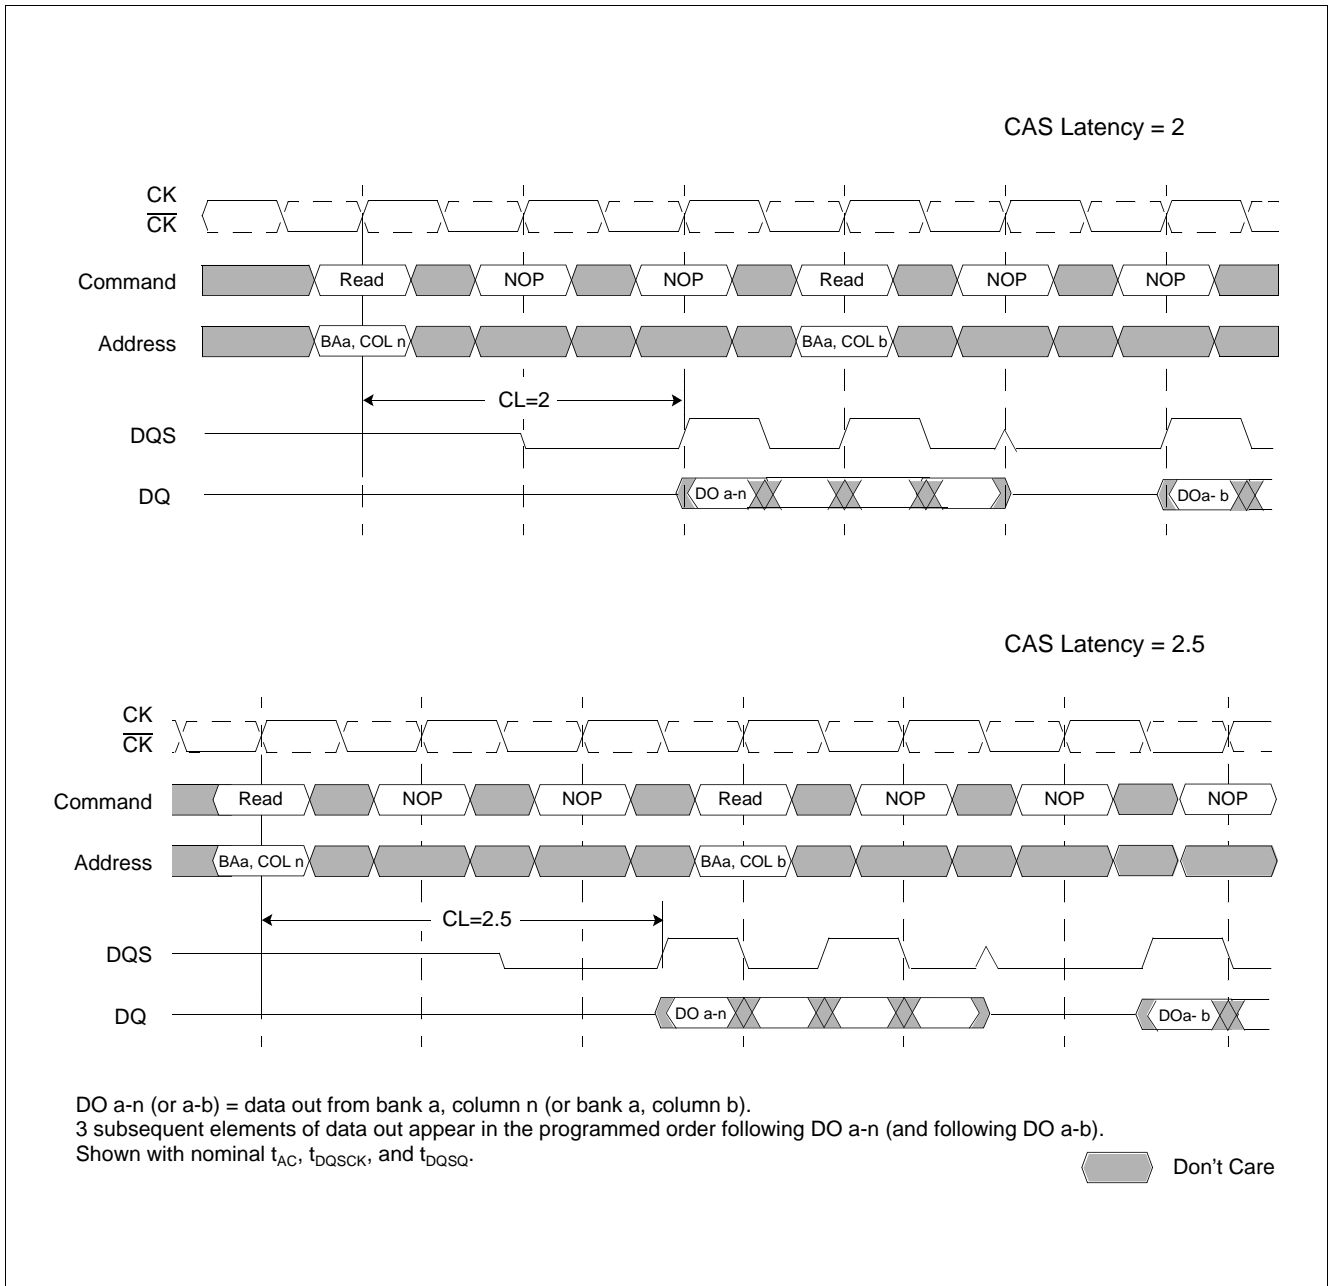 CAS Latency = 2
CK
CK
Command Read NOP NOP Read NOP NOP
Address BAa, COL n BAa, COL b
CL=2
DQS
DQ DO a-n DOa- b
CAS Latency = 2.5
CK
CK
Command Read NOP NOP Read NOP NOP NOP
Address BAa, COL n BAa, COL b
CL=2.5
DQS
DQ DO a-n DOa- b
DO a-n (or a-b) = data out from bank a, column n (or bank a, column b).
3 subsequent elements of data out appear in the programmed order following DO a-n (and following DO a-b).
Shown with nominal tAC, tDQSCK, and tDQSQ.
Don't Care